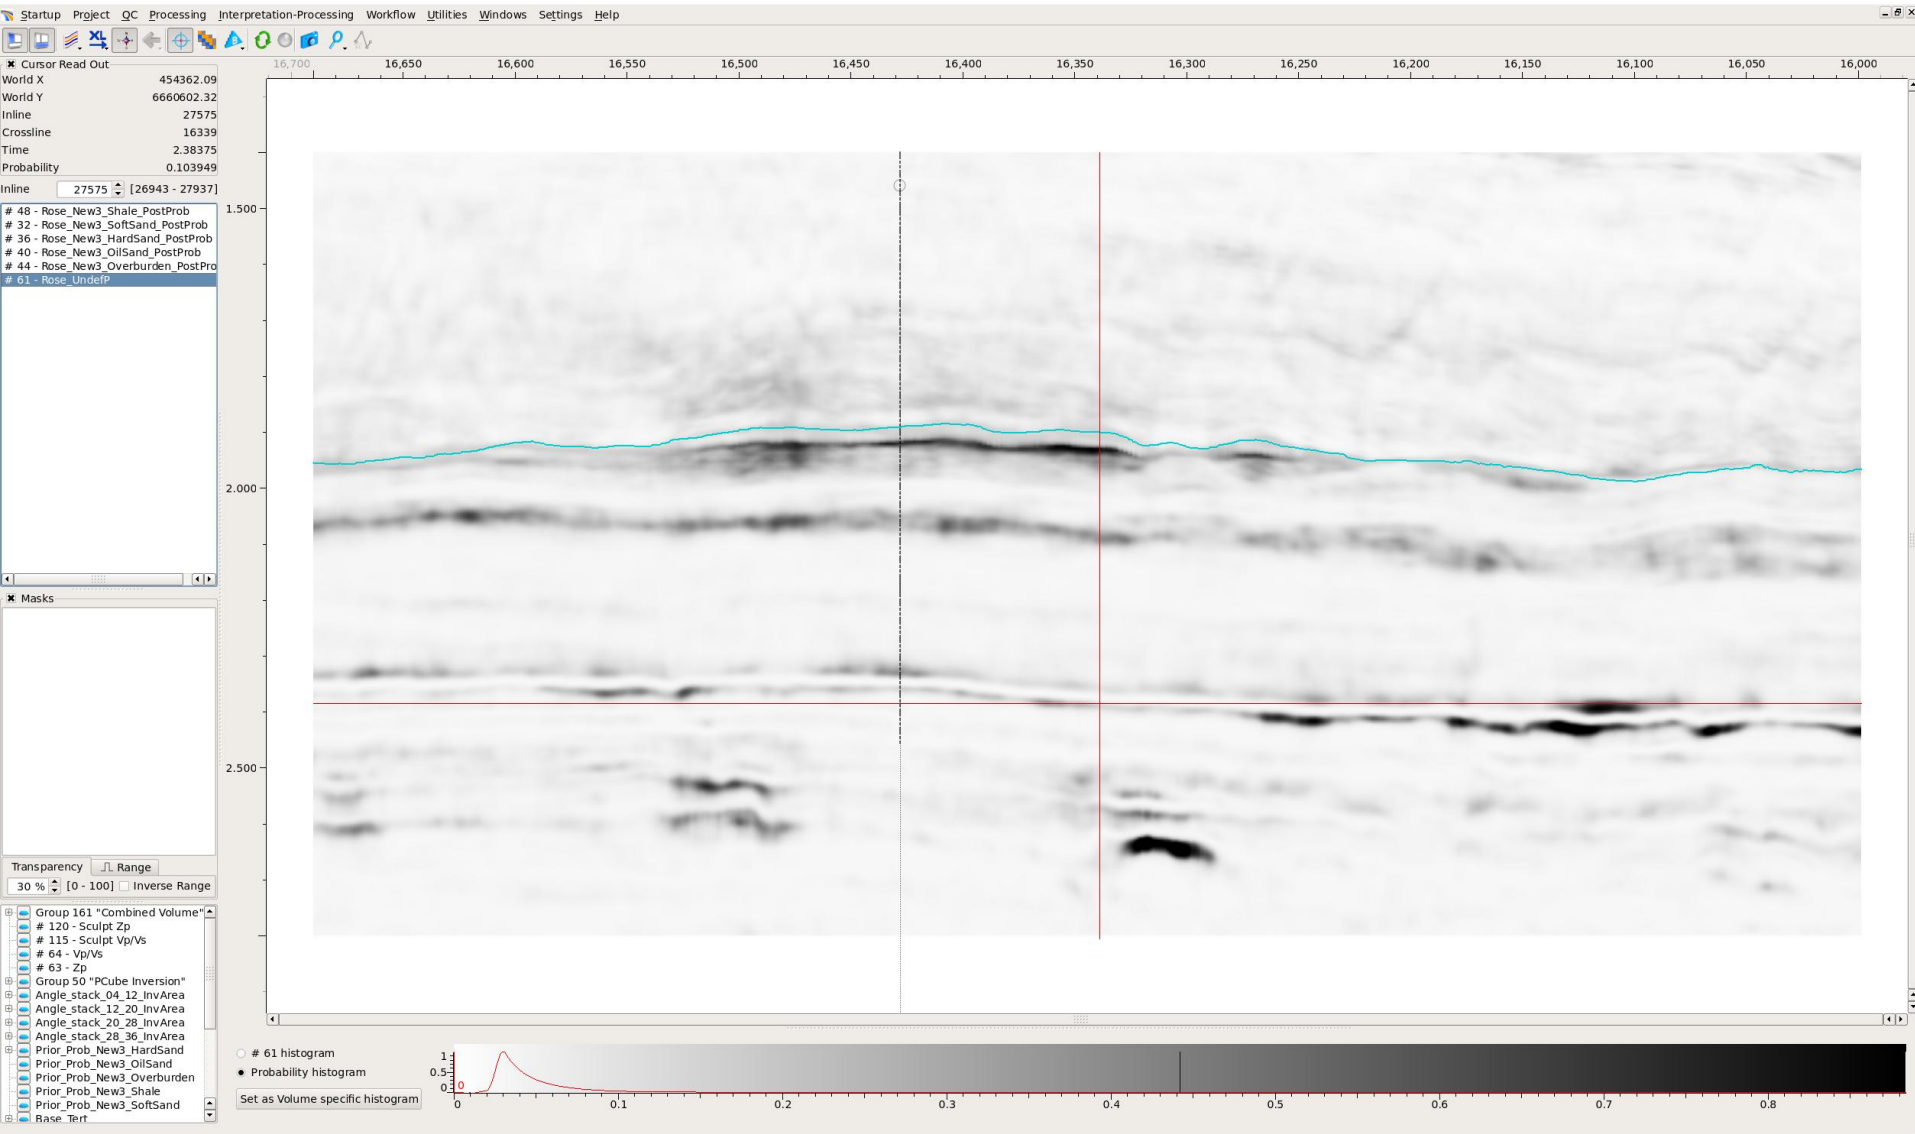 Startup Project QC Processing Interpretation-Processing Workflow Utilities Windows Settings Help
XL
Cursor Read Out
World X 454362.09
World Y 6660602.32
Inline 27575
Crossline 16339
Time 2.38375
Probability 0.103949
Inline 27575 [26943 - 27937]
# 48 - Rose_New3_Shale_PostProb
# 32 - Rose_New3_SoftSand_PostProb
# 36 - Rose_New3_HardSand_PostProb
# 40 - Rose_New3_OilSand_PostProb
# 44 - Rose_New3_Overburden_PostPro
# 61 - Rose_UndefP
Masks
Transparency Range
30 % [0 - 100] Inverse Range
Group 161 "Combined Volume"
# 120 - Sculpt Zp
# 115 - Sculpt Vp/Vs
# 64 - Vp/Vs
# 63 - Zp
Group 50 "PCube Inversion"
Angle_stack_04_12_InvArea
Angle_stack_12_20_InvArea
Angle_stack_20_28_InvArea
Angle_stack_28_36_InvArea
Prior_Prob_New3_HardSand
Prior_Prob_New3_OilSand
Prior_Prob_New3_Overburden
Prior_Prob_New3_Shale
Prior_Prob_New3_SoftSand
Base_Tert
16,700 16,650 16,600 16,550 16,500 16,450 16,400 16,350 16,300 16,250 16,200 16,150 16,100 16,050 16,000
1.500
2.000
2.500
# 61 histogram
Probability histogram
Set as Volume specific histogram
1
0.5
0
0
0 0.1 0.2 0.3 0.4 0.5 0.6 0.7 0.8